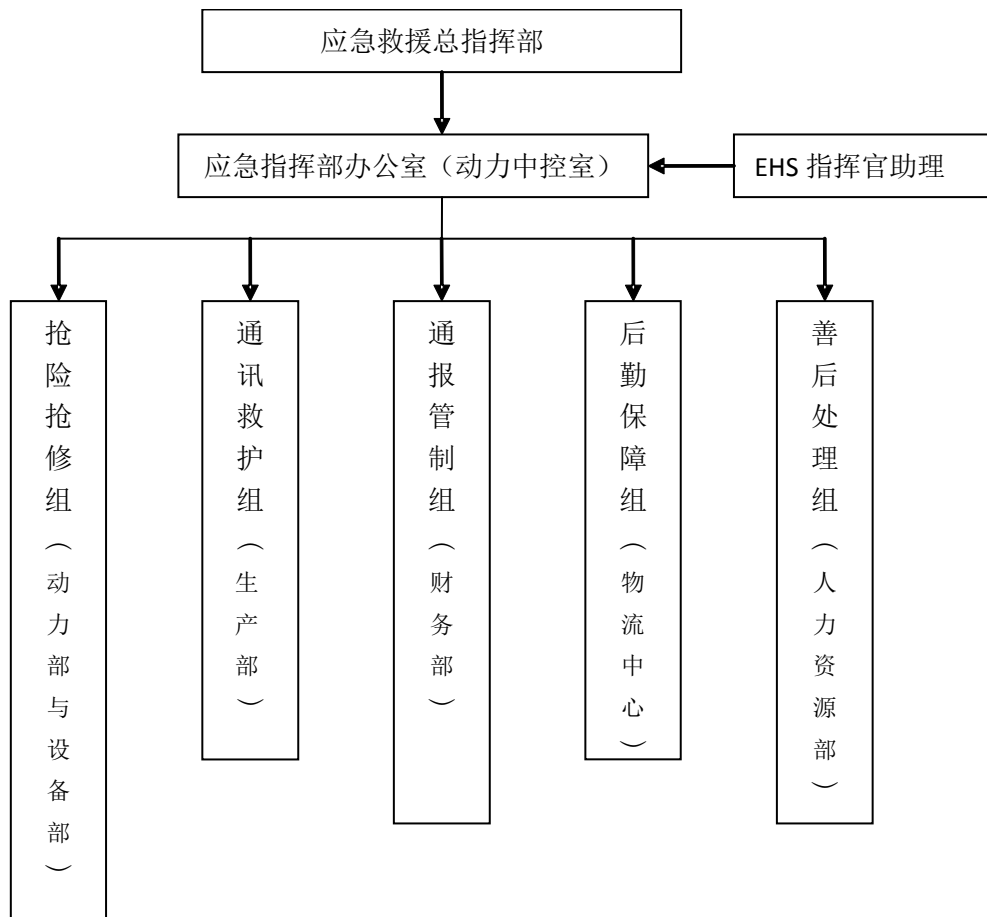 应急救援总指挥部
应急指挥部办公室（动力中控室）
EHS 指挥官助理
抢险抢修组（动力部与设备部）
通讯救护组（生产部）
通报管制组（财务部）
后勤保障组（物流中心）
善后处理组（人力资源部）